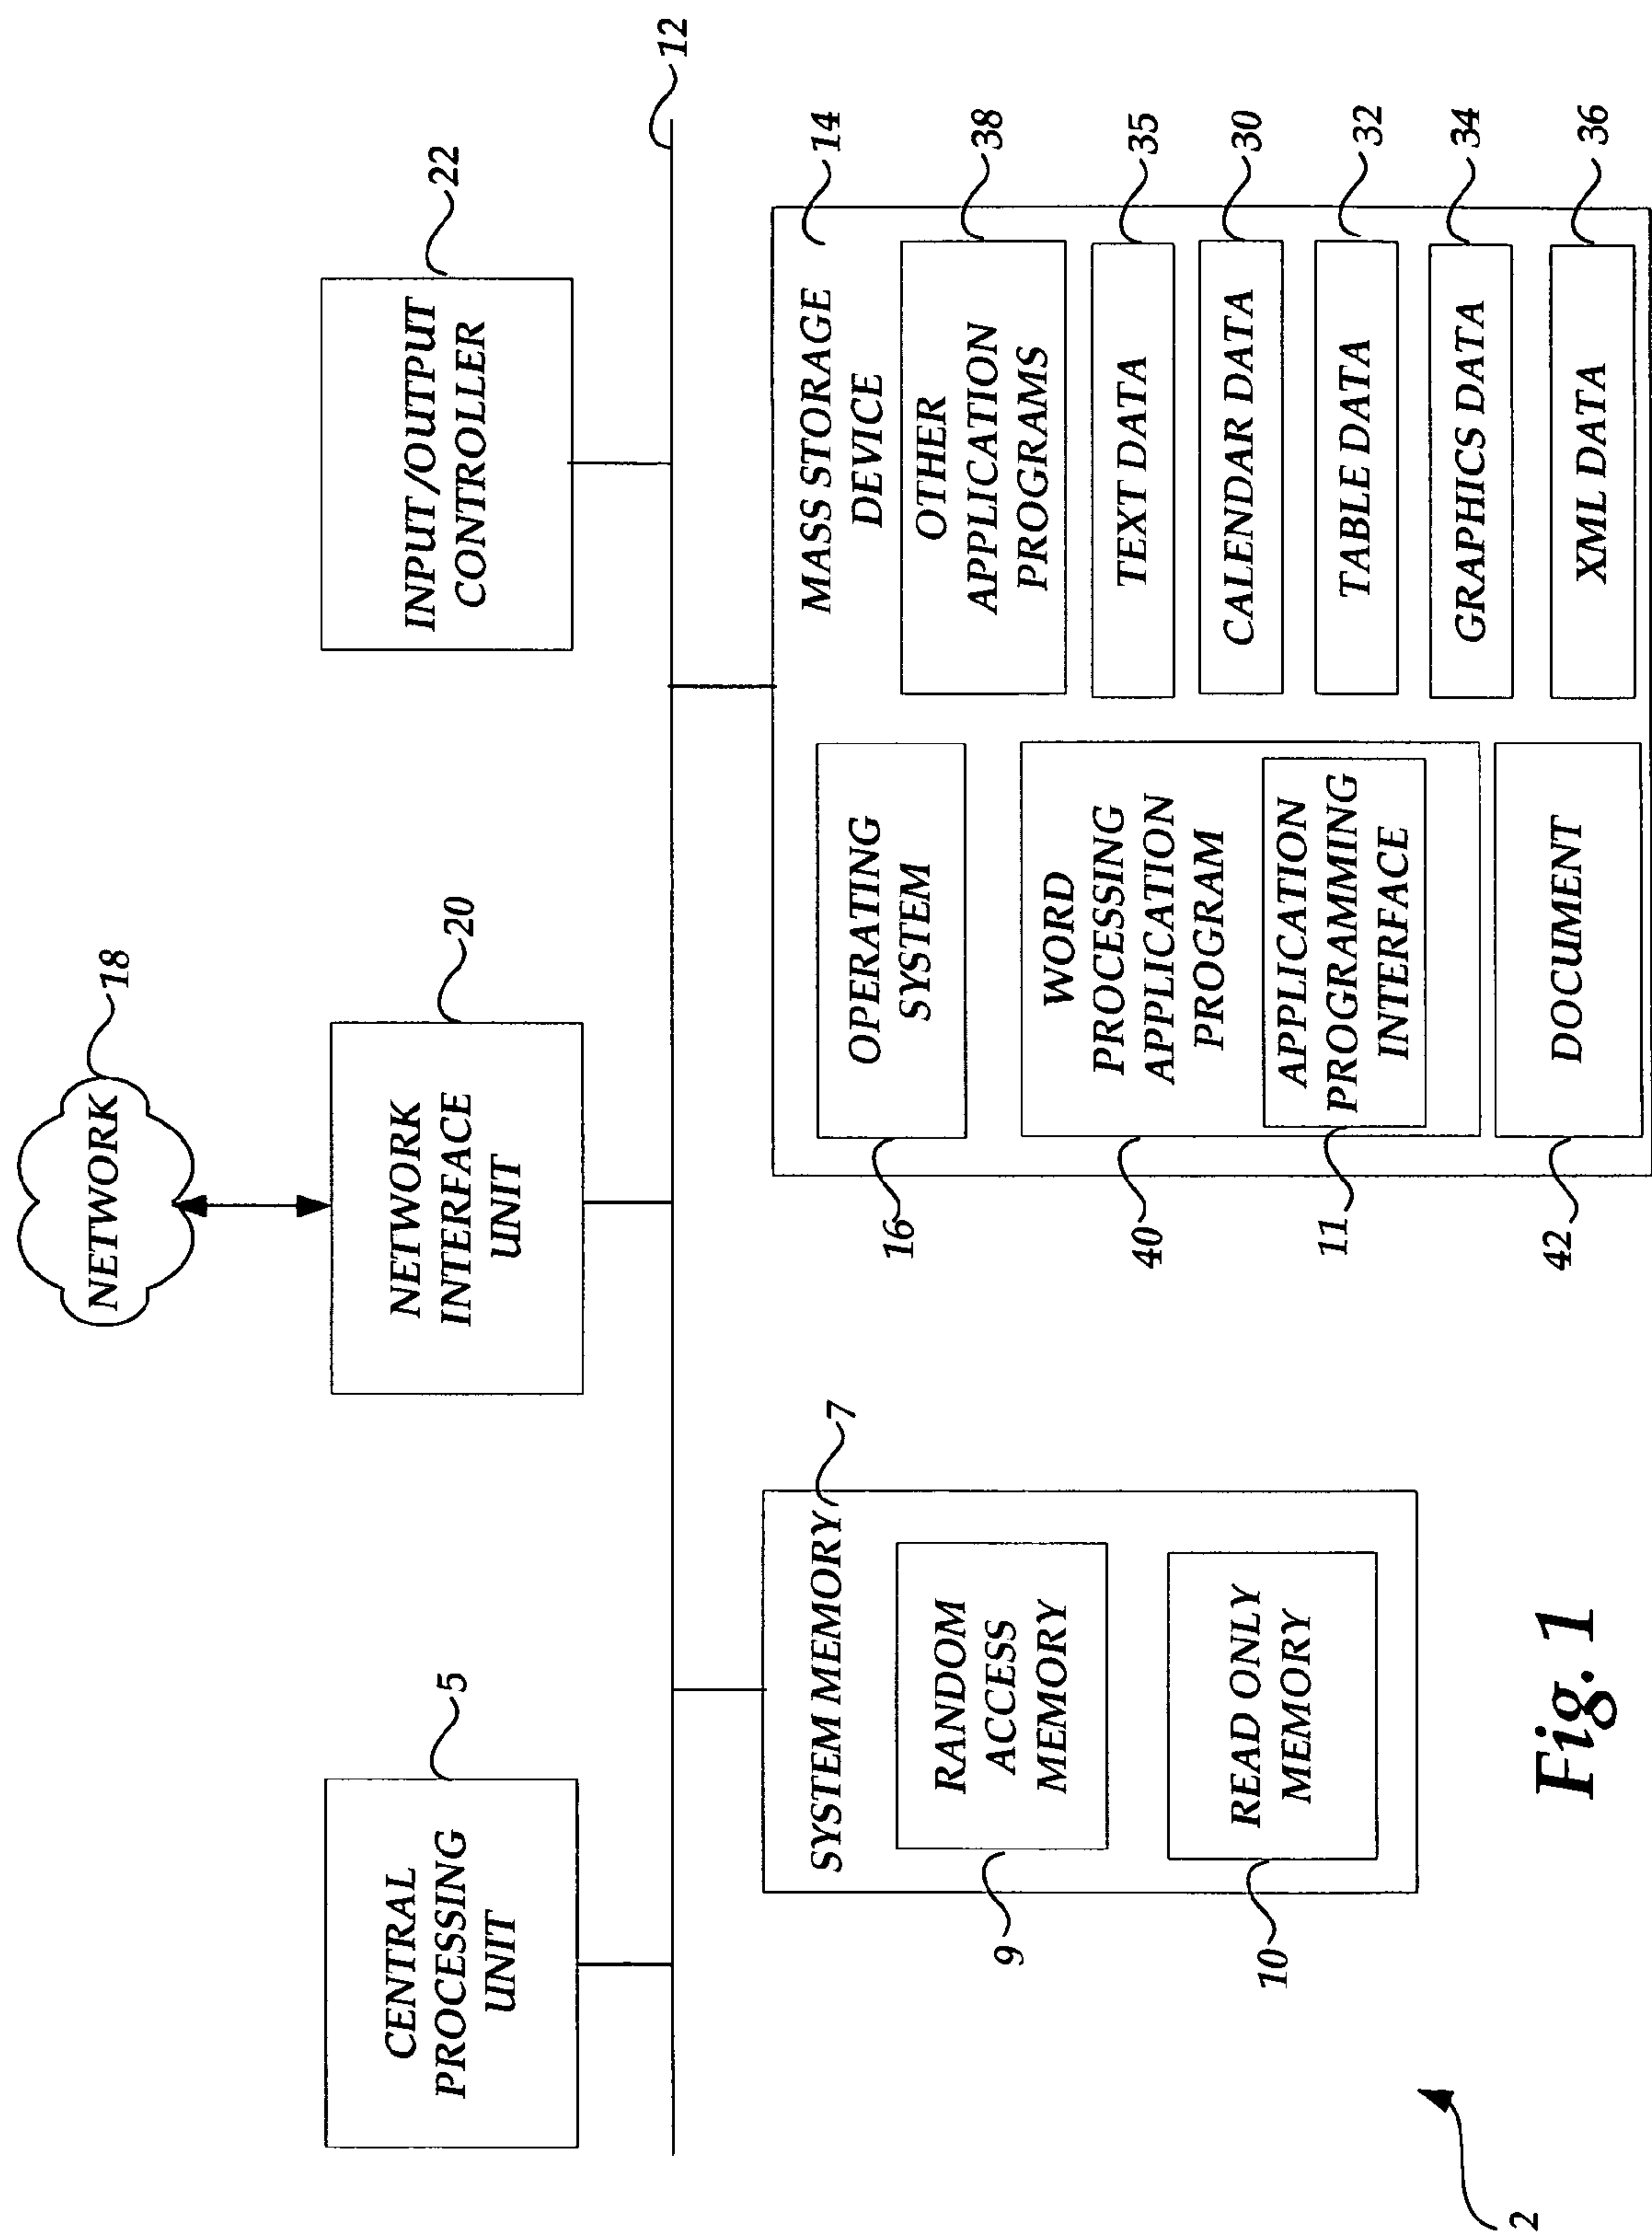 NETWORK
18
CENTRAL
PROCESSING
UNIT
5
NETWORK
INTERFACE
UNIT
20
INPUT/OUTPUT
CONTROLLER
22
12
SYSTEM MEMORY
7
RANDOM
ACCESS
MEMORY
9
READ ONLY
MEMORY
10
MASS STORAGE
DEVICE
14
OPERATING
SYSTEM
16
WORD
PROCESSING
APPLICATION
PROGRAM
40
APPLICATION
PROGRAMMING
INTERFACE
11
DOCUMENT
42
OTHER
APPLICATION
PROGRAMS
38
TEXT DATA
35
CALENDAR DATA
30
TABLE DATA
32
GRAPHICS DATA
34
XML DATA
36
2
Fig. 1